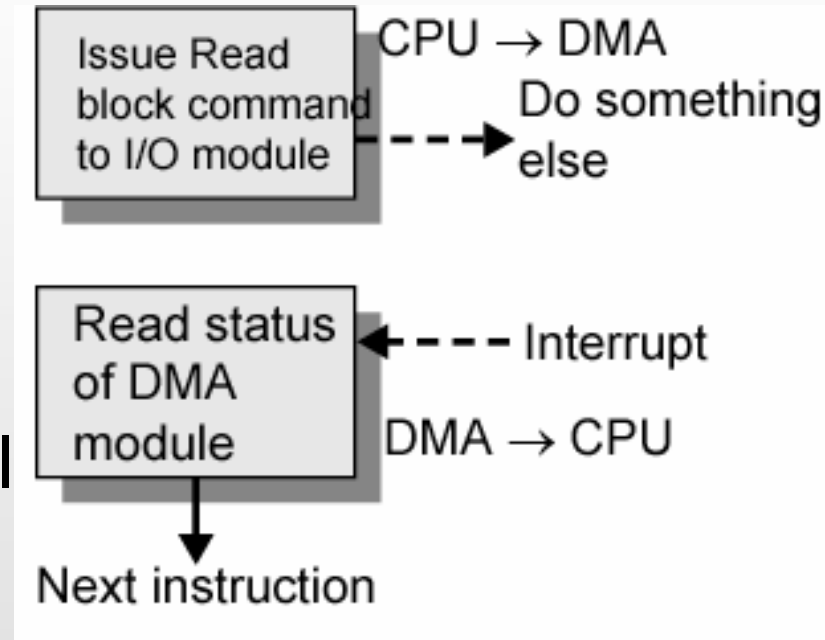 Issue Read
block command
to I/O module
CPU → DMA
Do something
else
Read status
of DMA
module
Interrupt
DMA → CPU
Next instruction